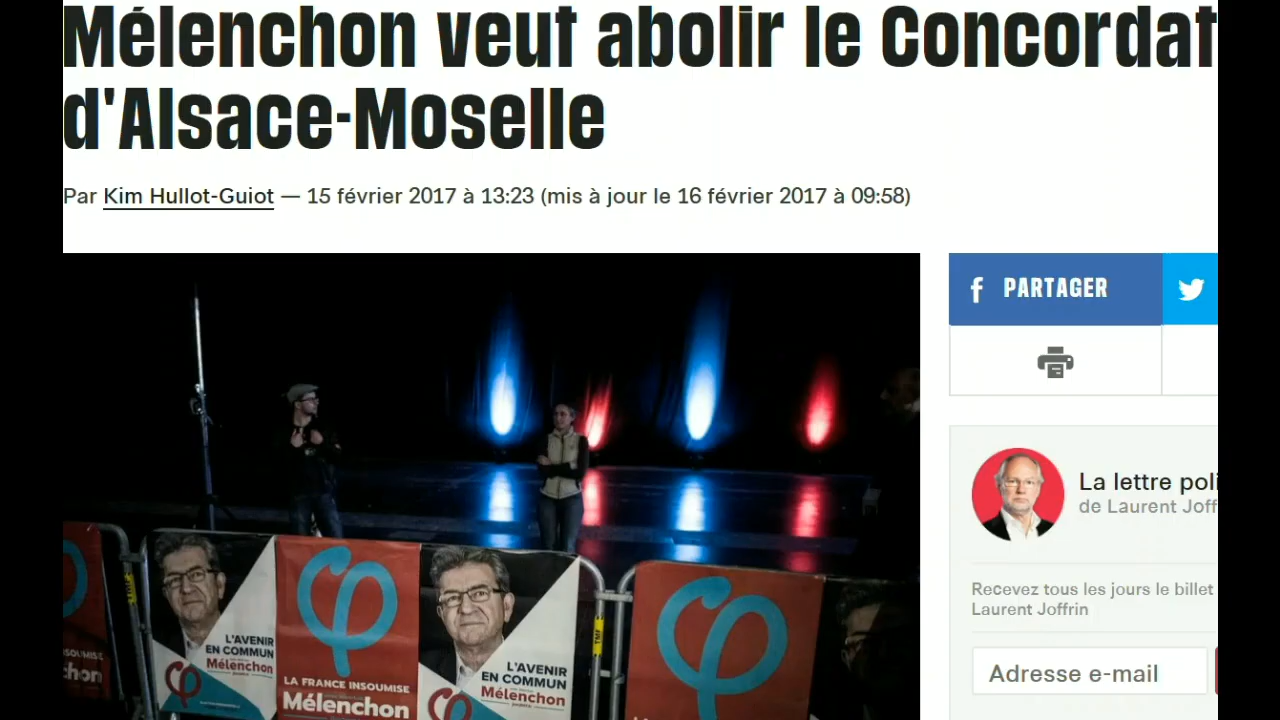 Mélenchon veut abolir le Concordat
d'Alsace-Moselle
Par Kim Hullot-Guiot — 15 février 2017 à 13:23 (mis à jour le 16 février 2017 à 09:58)
f PARTAGER
La lettre poli
de Laurent Joff
Recevez tous les jours le billet
Laurent Joffrin
Adresse e-mail
L'AVENIR
EN COMMUN
Mélenchon
LA FRANCE INSOUMISE
Mélenchon
L'AVENIR
EN COMMUN
Mélenchon